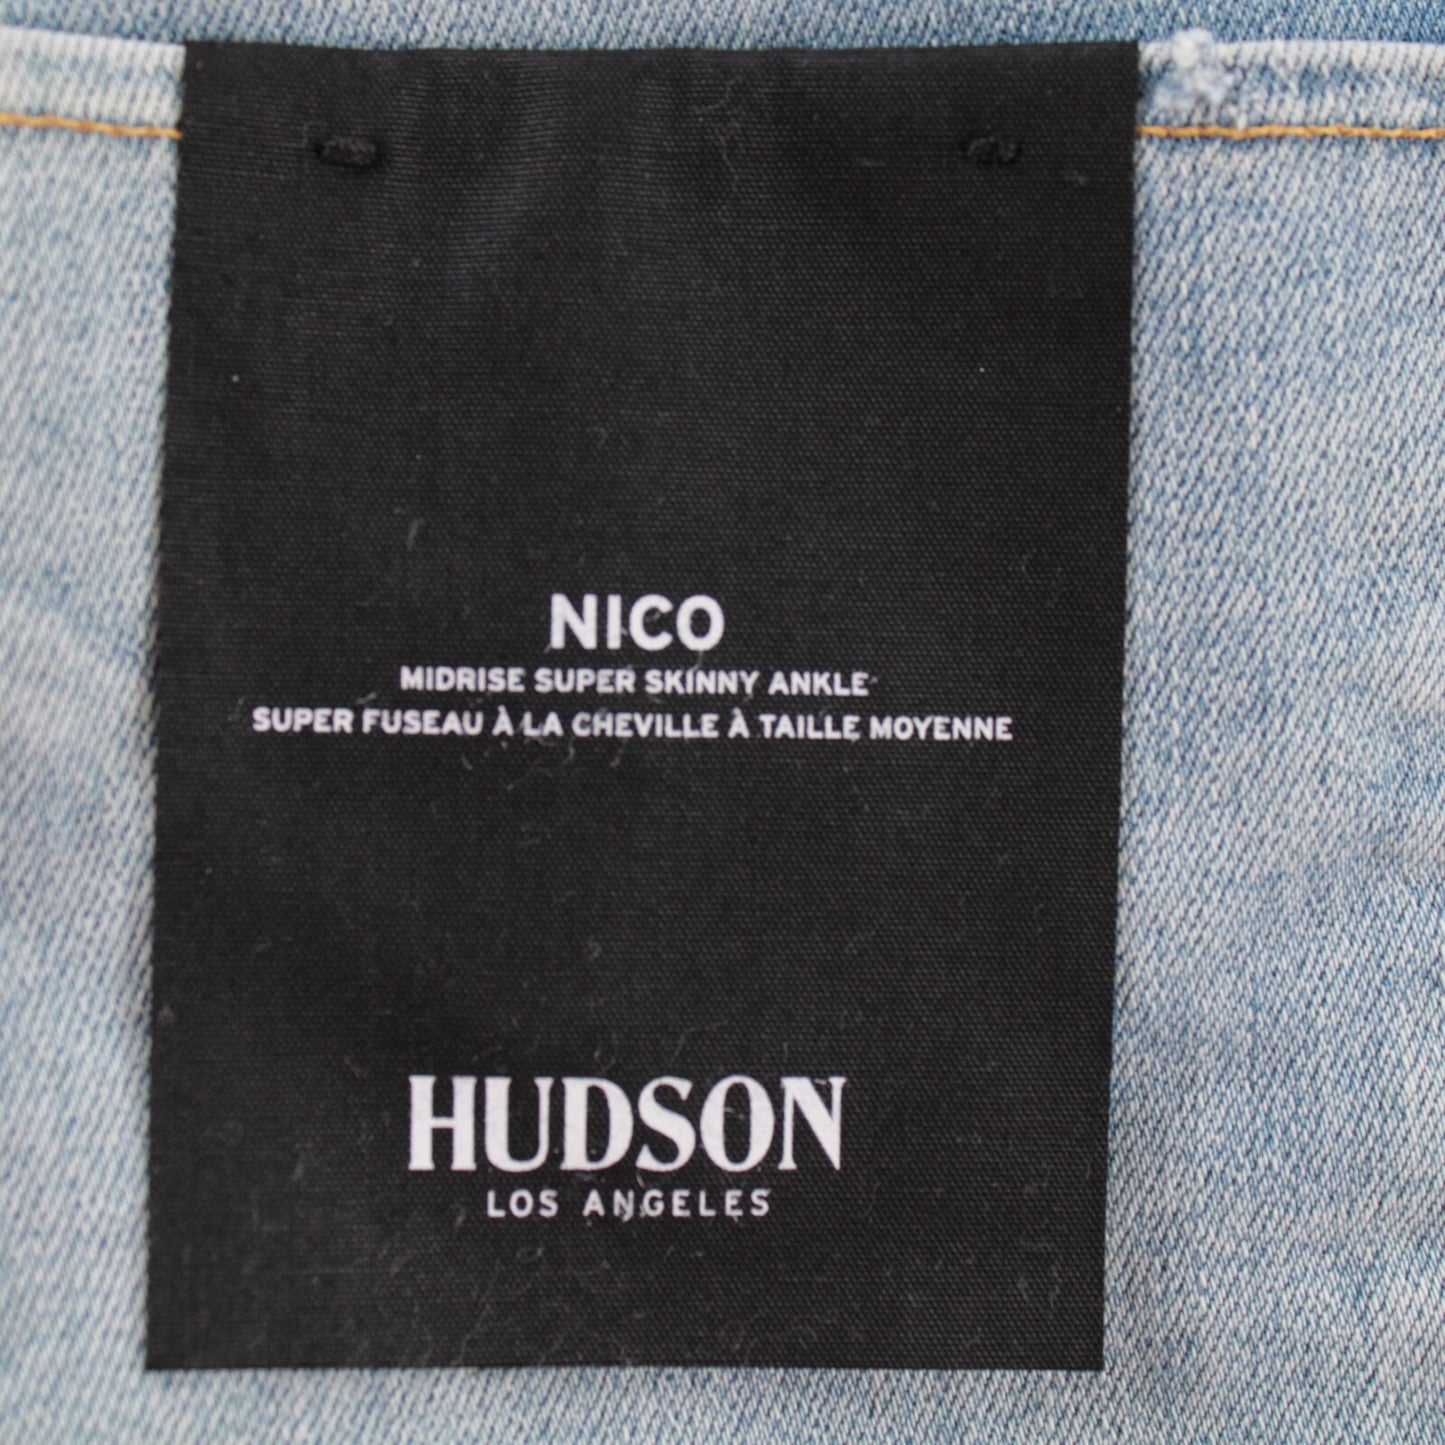 NICO
MIDRISE SUPER SKINNY ANKLE
SUPER FUSEAU À LA CHEVILLE À TAILLE MOYENNE
HUDSON
LOS ANGELES